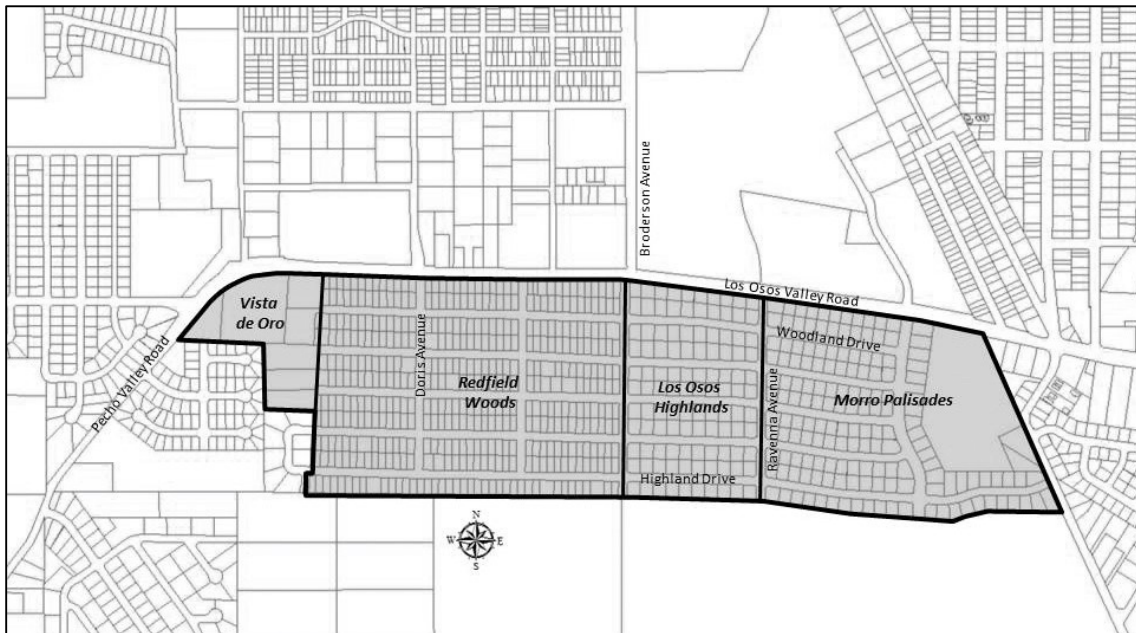 Broderson Avenue
Los Osos Valley Road
Vista
de Oro
Pecho Valley Road
Doris Avenue
Redfield
Woods
Los Osos
Highlands
Ravenna Avenue
Woodland Drive
Morro Palisades
Highland Drive
N
W E
S